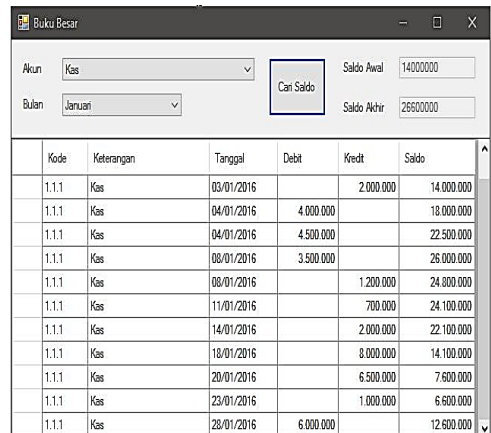 Buku Besar
Akun Kas Saldo Awal 14000000
Cari Saldo
Bulan Januari Saldo Akhir 26600000
Kode Keterangan Tanggal Debit Kredit Saldo
1.1.1 Kas 03/01/2016 2.000.000 14.000.000
1.1.1 Kas 04/01/2016 4.000.000 18.000.000
1.1.1 Kas 04/01/2016 4.500.000 22.500.000
1.1.1 Kas 08/01/2016 3.500.000 26.000.000
1.1.1 Kas 08/01/2016 1.200.000 24.800.000
1.1.1 Kas 11/01/2016 700.000 24.100.000
1.1.1 Kas 14/01/2016 2.000.000 22.100.000
1.1.1 Kas 18/01/2016 8.000.000 14.100.000
1.1.1 Kas 20/01/2016 6.500.000 7.600.000
1.1.1 Kas 23/01/2016 1.000.000 6.600.000
1.1.1 Kas 28/01/2016 6.000.000 12.600.000